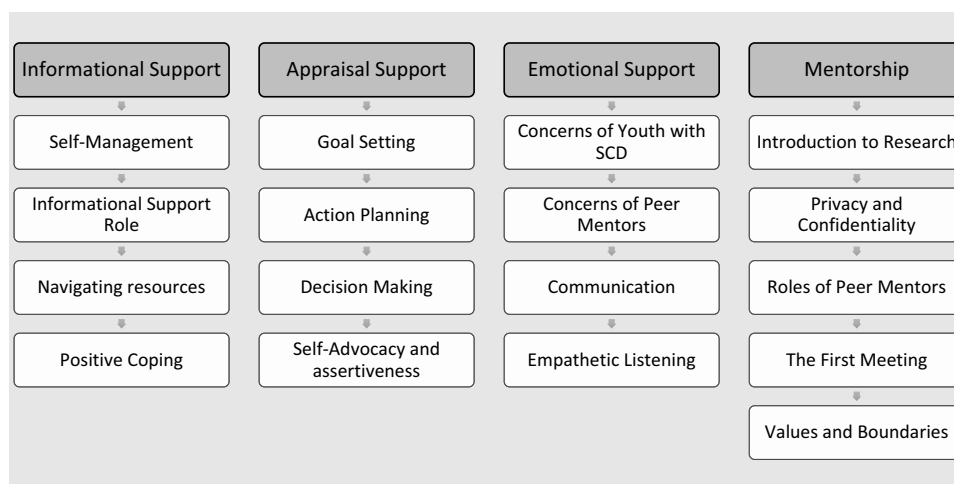 Informational Support
Self-Management
Informational Support
Role
Navigating resources
Positive Coping
Appraisal Support
Goal Setting
Action Planning
Decision Making
Self-Advocacy and
assertiveness
Emotional Support
Concerns of Youth with
SCD
Concerns of Peer
Mentors
Communication
Empathetic Listening
Mentorship
Introduction to Research
Privacy and
Confidentiality
Roles of Peer Mentors
The First Meeting
Values and Boundaries